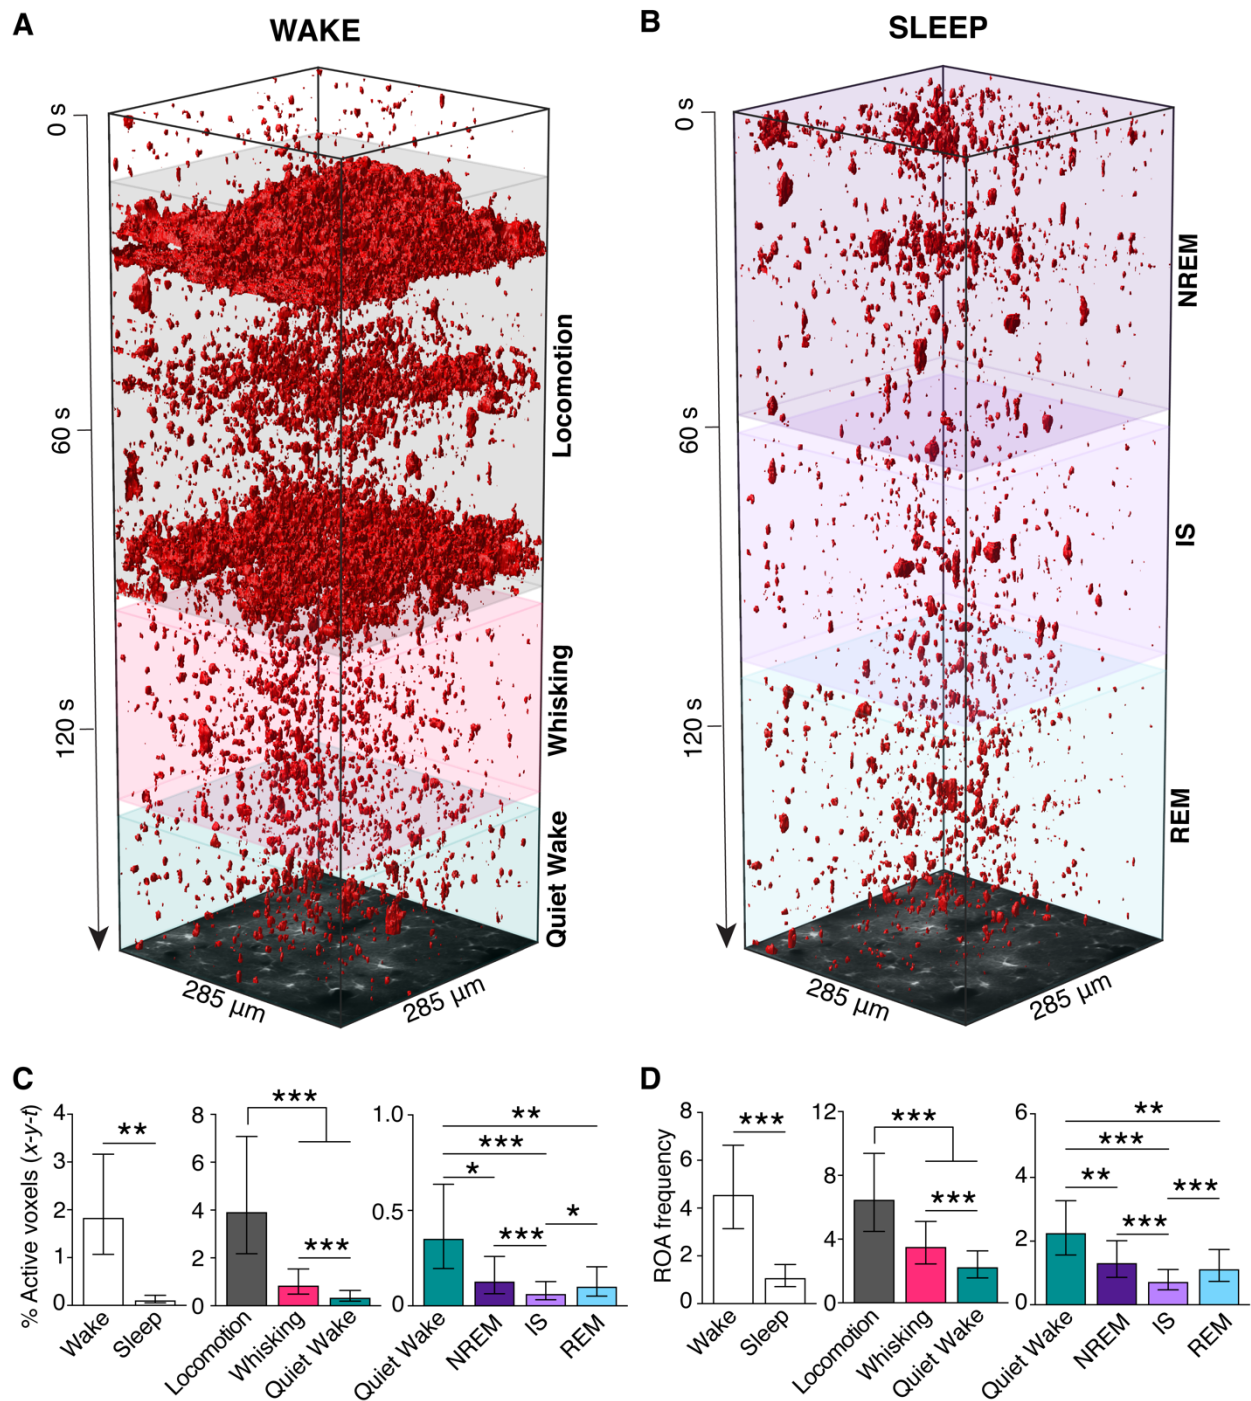 A
WAKE
0 s
60 s
120 s
Locomotion
Whisking
Quiet Wake
285 µm
285 µm
B
SLEEP
0 s
60 s
120 s
NREM
IS
REM
285 µm
285 µm
C
% Active voxels (x-y-t)
4
3
2
1
0
**
Wake
Sleep
8
6
4
2
0
***
***
Locomotion
Whisking
Quiet Wake
1.0
0.5
0
**
***
*
***
*
Quiet Wake
NREM
IS
REM
D
ROA frequency
8
6
4
2
0
***
Wake
Sleep
12
8
4
0
***
***
Locomotion
Whisking
Quiet Wake
6
4
2
0
**
***
**
***
***
Quiet Wake
NREM
IS
REM